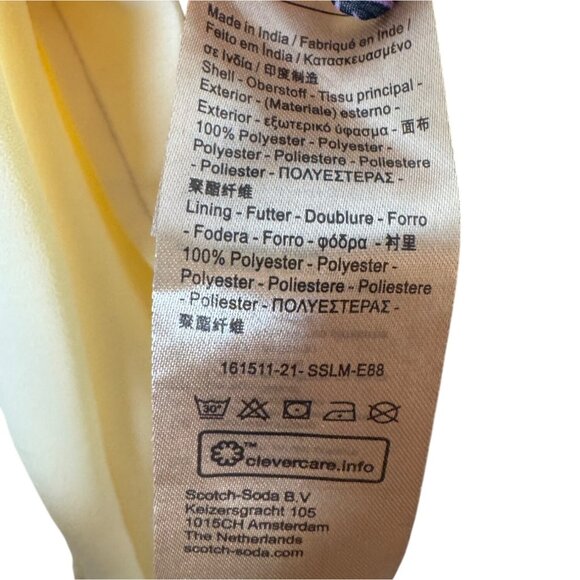 Made in India / Fabriqué en Inde /
Feito em India / Κατασκευασμένο
σε Ινδία / 印度制造
Shell - Oberstoff - Tissu principal -
Exterior - (Materiale) esterno -
Exterior - εξωτερικό ύφασμα - 面布
100% Polyester - Polyester -
Polyester - Poliestere - Poliester
- Poliester - ΠΟΛΥΕΣΤΕΡΑΣ -
聚酯纤维
Lining - Futter - Doublure - Forro
- Fodera - Forro - φόδρα - 衬里
100% Polyester - Polyester -
Polyester - Poliestere - Poliester
- Poliester - ΠΟΛΥΕΣΤΕΡΑΣ -
聚酯纤维
161511-21- SSLM-E88
30°
™
clevercare.info
Scotch-Soda B.V
Keizersgracht 105
1015CH Amsterdam
The Netherlands
scotch-soda.com